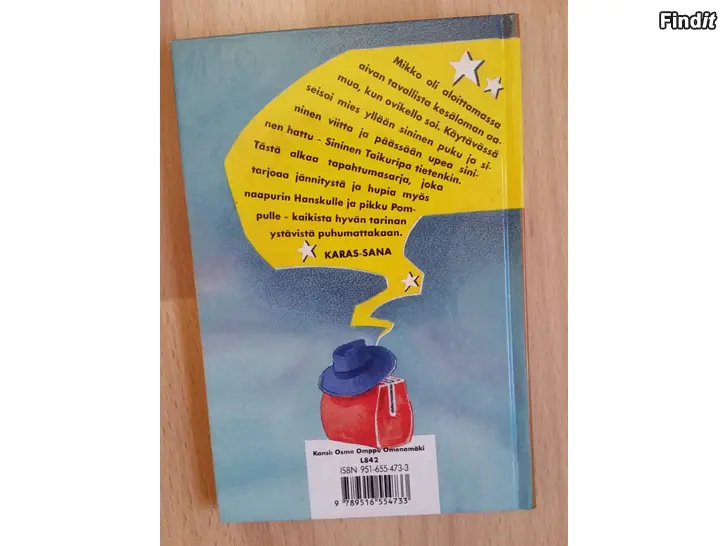 Findit
Mikko oli aloittamassa
aivan tavallista kesäloman aa-
mua, kun ovikello soi. Käytävässä
seisoi mies yllään sininen puku ja si-
ninen viitta ja päässään upea sini-
nen hattu - Sininen Taikuripa tietenkin.
Tästä alkaa tapahtumasarja, joka
tarjoaa jännitystä ja hupia myös
naapurin Hanskulle ja pikku Pom-
pulle - kaikista hyvän tarinan
ystävistä puhumattakaan.
KARAS-SANA
Kansi: Osmo Omppu Omenamäki
L842
ISBN 951-655-473-3
9 789516 554733